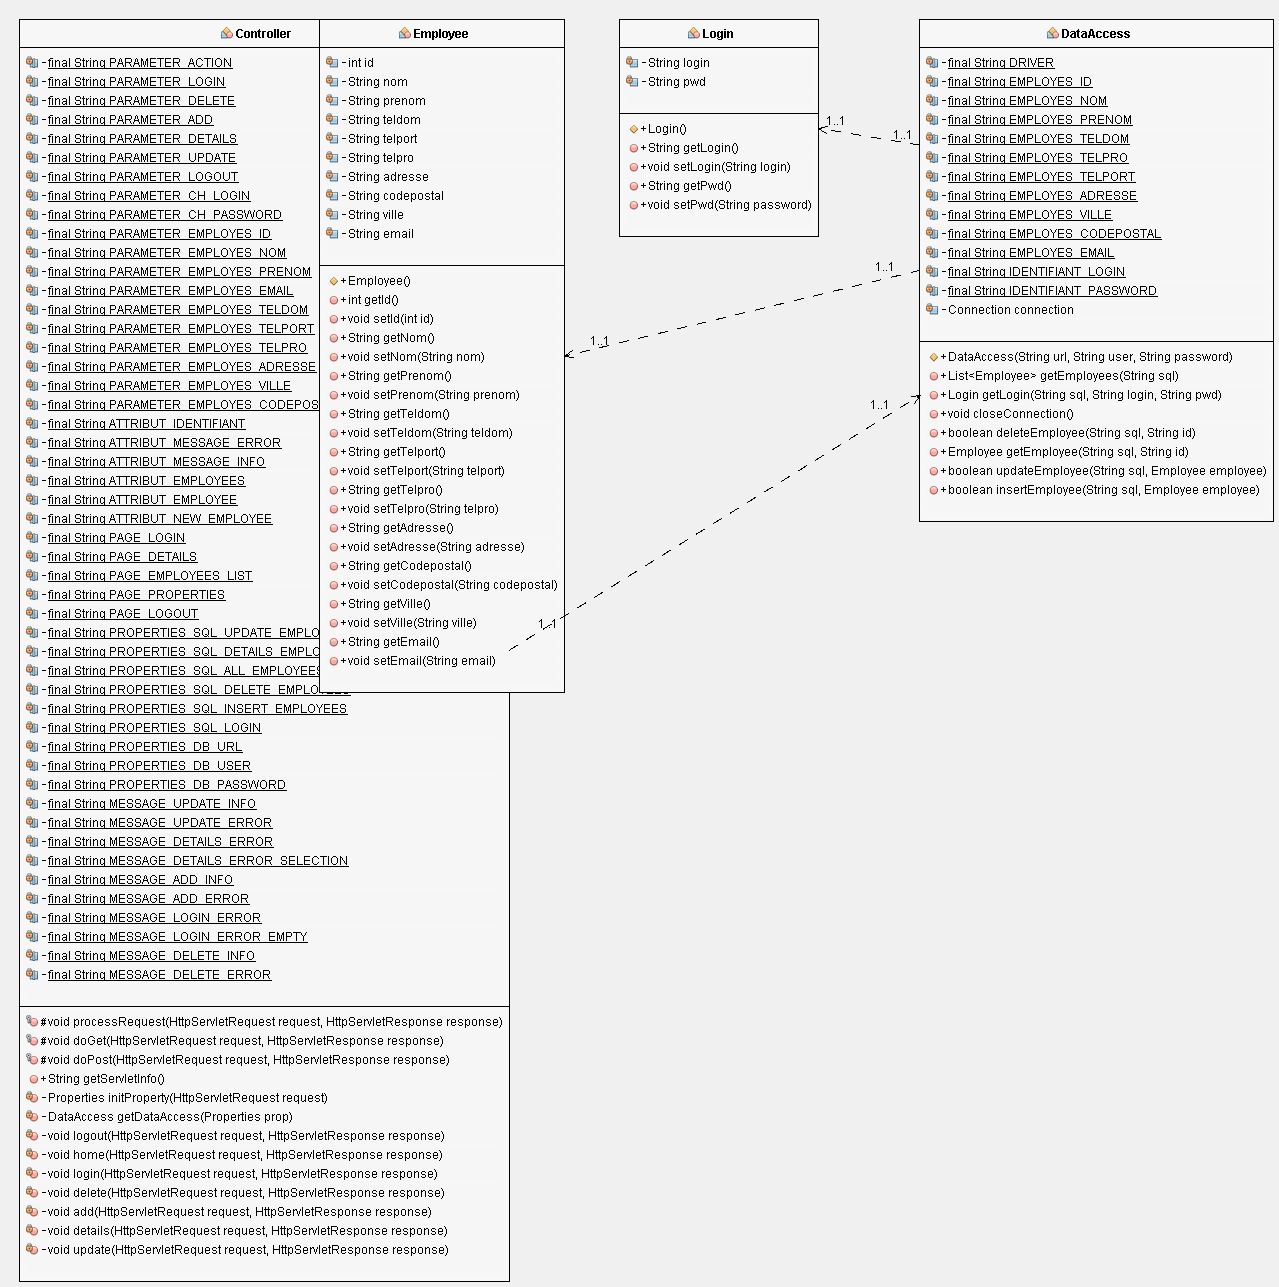 Controller
-final String PARAMETER_ACTION
-final String PARAMETER_LOGIN
-final String PARAMETER_DELETE
-final String PARAMETER_ADD
-final String PARAMETER_DETAILS
-final String PARAMETER_UPDATE
-final String PARAMETER_LOGOUT
-final String PARAMETER_CH_LOGIN
-final String PARAMETER_CH_PASSWORD
-final String PARAMETER_EMPLOYES_ID
-final String PARAMETER_EMPLOYES_NOM
-final String PARAMETER_EMPLOYES_PRENOM
-final String PARAMETER_EMPLOYES_EMAIL
-final String PARAMETER_EMPLOYES_TELDOM
-final String PARAMETER_EMPLOYES_TELPORT
-final String PARAMETER_EMPLOYES_TELPRO
-final String PARAMETER_EMPLOYES_ADRESSE
-final String PARAMETER_EMPLOYES_VILLE
-final String PARAMETER_EMPLOYES_CODEPOS
-final String ATTRIBUT_IDENTIFIANT
-final String ATTRIBUT_MESSAGE_ERROR
-final String ATTRIBUT_MESSAGE_INFO
-final String ATTRIBUT_EMPLOYEES
-final String ATTRIBUT_EMPLOYEE
-final String ATTRIBUT_NEW_EMPLOYEE
-final String PAGE_LOGIN
-final String PAGE_DETAILS
-final String PAGE_EMPLOYEES_LIST
-final String PAGE_PROPERTIES
-final String PAGE_LOGOUT
-final String PROPERTIES_SQL_UPDATE_EMPLO
-final String PROPERTIES_SQL_DETAILS_EMPLO
-final String PROPERTIES_SQL_ALL_EMPLOYEES
-final String PROPERTIES_SQL_DELETE_EMPLOYEES
-final String PROPERTIES_SQL_INSERT_EMPLOYEES
-final String PROPERTIES_SQL_LOGIN
-final String PROPERTIES_DB_URL
-final String PROPERTIES_DB_USER
-final String PROPERTIES_DB_PASSWORD
-final String MESSAGE_UPDATE_INFO
-final String MESSAGE_UPDATE_ERROR
-final String MESSAGE_DETAILS_ERROR
-final String MESSAGE_DETAILS_ERROR_SELECTION
-final String MESSAGE_ADD_INFO
-final String MESSAGE_ADD_ERROR
-final String MESSAGE_LOGIN_ERROR
-final String MESSAGE_LOGIN_ERROR_EMPTY
-final String MESSAGE_DELETE_INFO
-final String MESSAGE_DELETE_ERROR
#void processRequest(HttpServletRequest request, HttpServletResponse response)
#void doGet(HttpServletRequest request, HttpServletResponse response)
#void doPost(HttpServletRequest request, HttpServletResponse response)
+String getServletInfo()
-Properties initProperty(HttpServletRequest request)
-DataAccess getDataAccess(Properties prop)
-void logout(HttpServletRequest request, HttpServletResponse response)
-void home(HttpServletRequest request, HttpServletResponse response)
-void login(HttpServletRequest request, HttpServletResponse response)
-void delete(HttpServletRequest request, HttpServletResponse response)
-void add(HttpServletRequest request, HttpServletResponse response)
-void details(HttpServletRequest request, HttpServletResponse response)
-void update(HttpServletRequest request, HttpServletResponse response)
Employee
-int id
-String nom
-String prenom
-String teldom
-String telport
-String telpro
-String adresse
-String codepostal
-String ville
-String email
+Employee()
+int getId()
+void setId(int id)
+String getNom()
+void setNom(String nom)
+String getPrenom()
+void setPrenom(String prenom)
+String getTeldom()
+void setTeldom(String teldom)
+String getTelport()
+void setTelport(String telport)
+String getTelpro()
+void setTelpro(String telpro)
+String getAdresse()
+void setAdresse(String adresse)
+String getCodepostal()
+void setCodepostal(String codepostal)
+String getVille()
+void setVille(String ville)
+String getEmail()
+void setEmail(String email)
Login
-String login
-String pwd
+Login()
+String getLogin()
+void setLogin(String login)
+String getPwd()
+void setPwd(String password)
1..1
1..1
1..1
1..1
1..1
1..1
DataAccess
-final String DRIVER
-final String EMPLOYES_ID
-final String EMPLOYES_NOM
-final String EMPLOYES_PRENOM
-final String EMPLOYES_TELDOM
-final String EMPLOYES_TELPRO
-final String EMPLOYES_TELPORT
-final String EMPLOYES_ADRESSE
-final String EMPLOYES_VILLE
-final String EMPLOYES_CODEPOSTAL
-final String EMPLOYES_EMAIL
-final String IDENTIFIANT_LOGIN
-final String IDENTIFIANT_PASSWORD
-Connection connection
+DataAccess(String url, String user, String password)
+List<Employee> getEmployees(String sql)
+Login getLogin(String sql, String login, String pwd)
+void closeConnection()
+boolean deleteEmployee(String sql, String id)
+Employee getEmployee(String sql, String id)
+boolean updateEmployee(String sql, Employee employee)
+boolean insertEmployee(String sql, Employee employee)